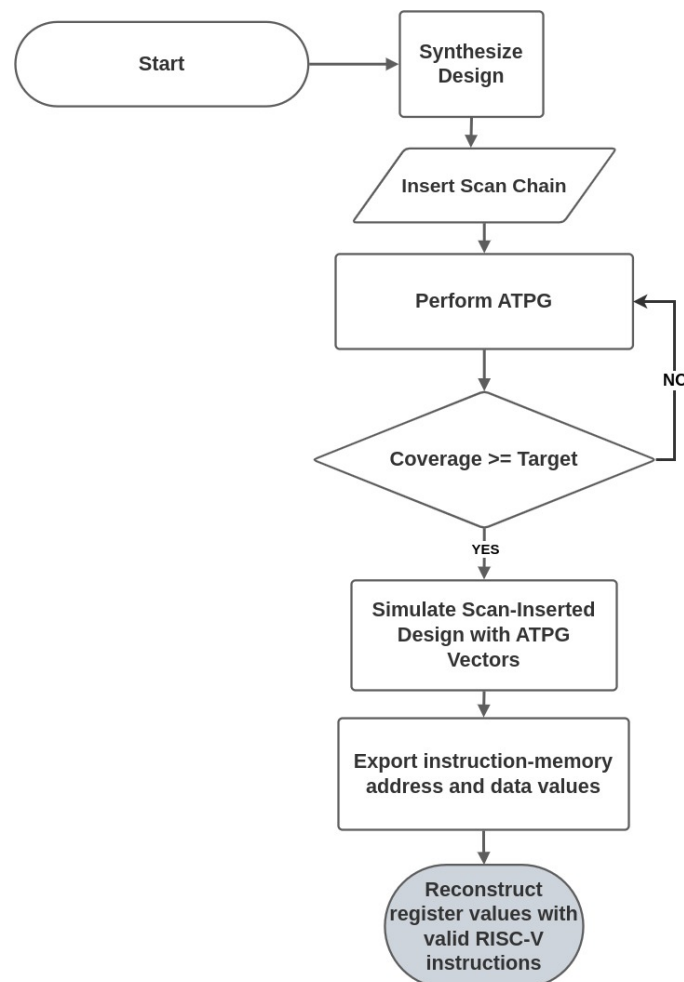 Start
Synthesize
Design
Insert Scan Chain
Perform ATPG
NO
Coverage >= Target
YES
Simulate Scan-Inserted
Design with ATPG
Vectors
Export instruction-memory
address and data values
Reconstruct
register values with
valid RISC-V
instructions